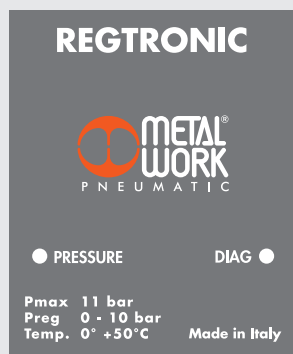 REGTRONIC
METAL®
WORK
PNEUMATIC
PRESSURE DIAG
Pmax 11 bar
Preg 0 - 10 bar
Temp. 0° +50°C Made in Italy